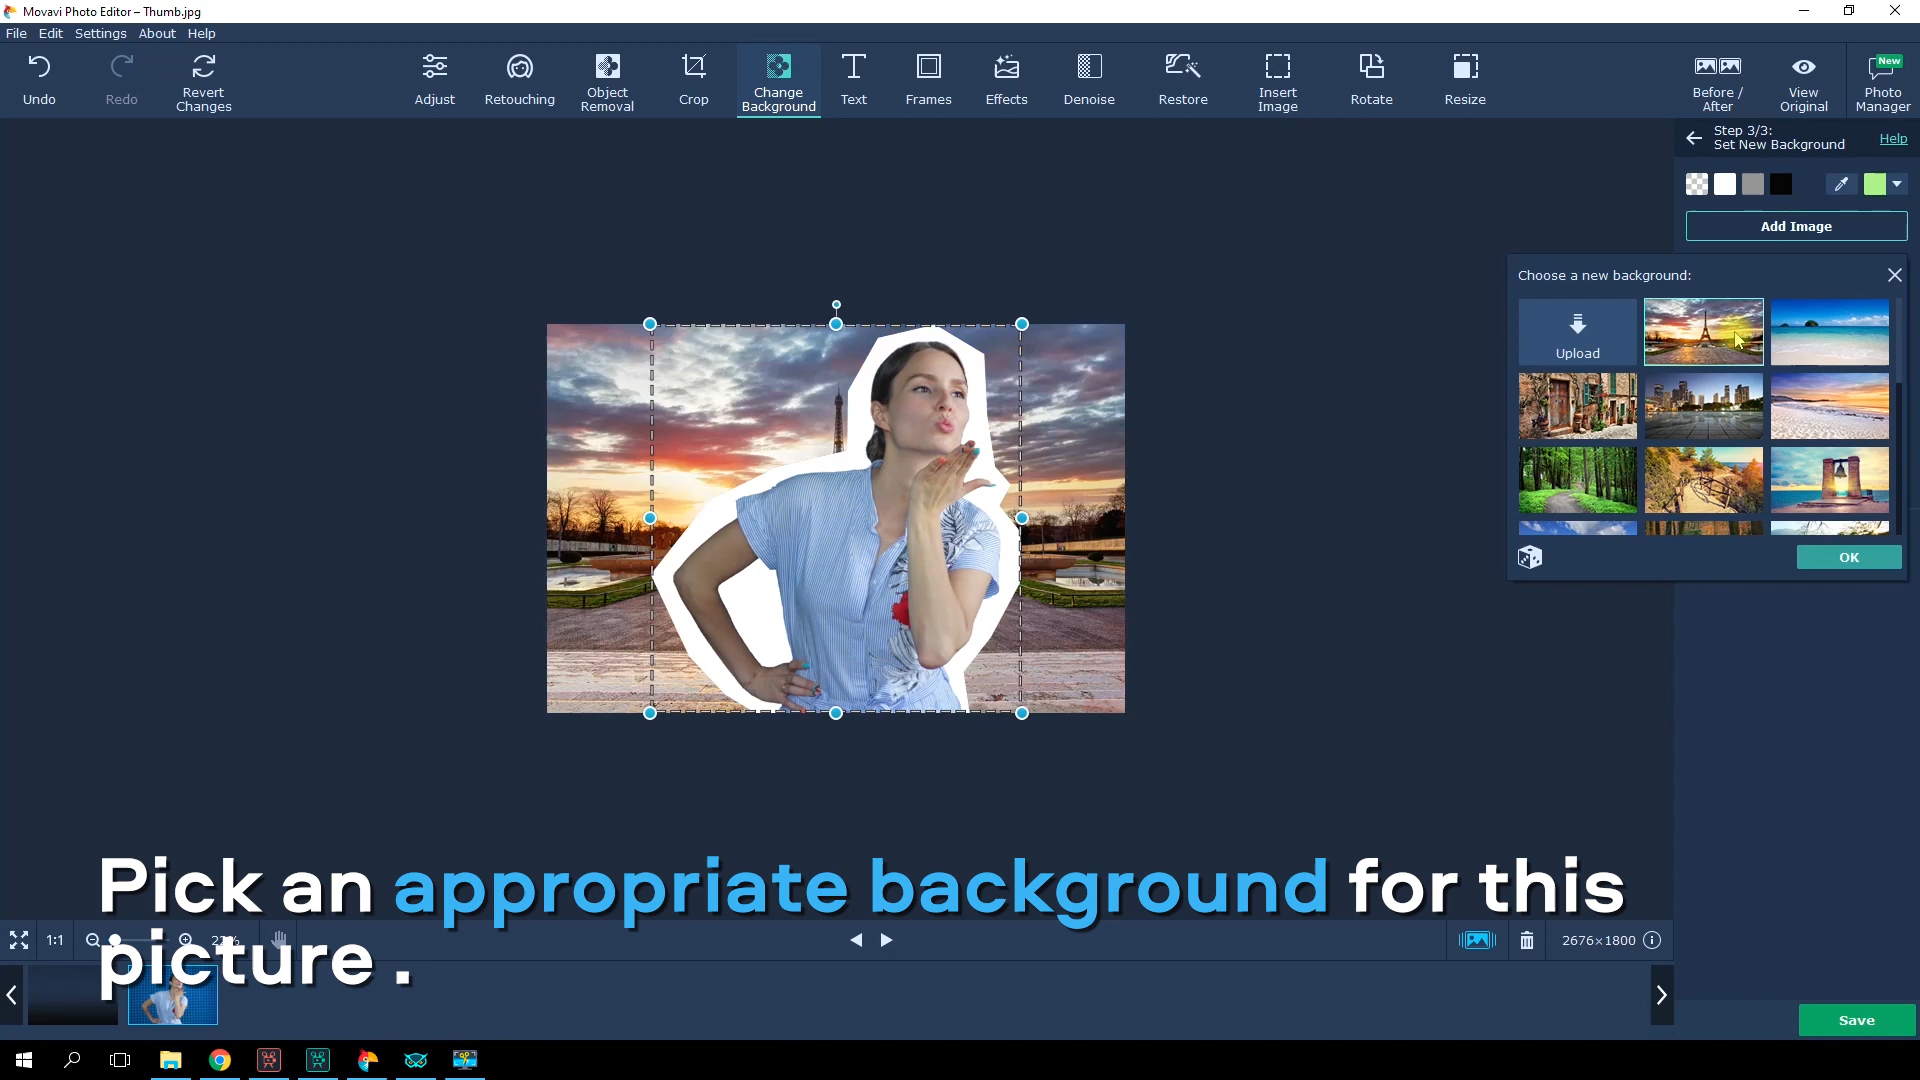 Movavi Photo Editor – Thumb.jpg
File Edit Settings About Help
Undo
Redo
Revert
Changes
Adjust
Retouching
Object
Removal
Crop
Change
Background
Text
Frames
Effects
Denoise
Restore
Insert
Image
Rotate
Resize
Before /
After
View
Original
New
Photo
Manager
Step 3/3:
Set New Background
Help
Add Image
Choose a new background:
Upload
OK
Pick an appropriate background for this
picture .
1:1
2676×1800
Save